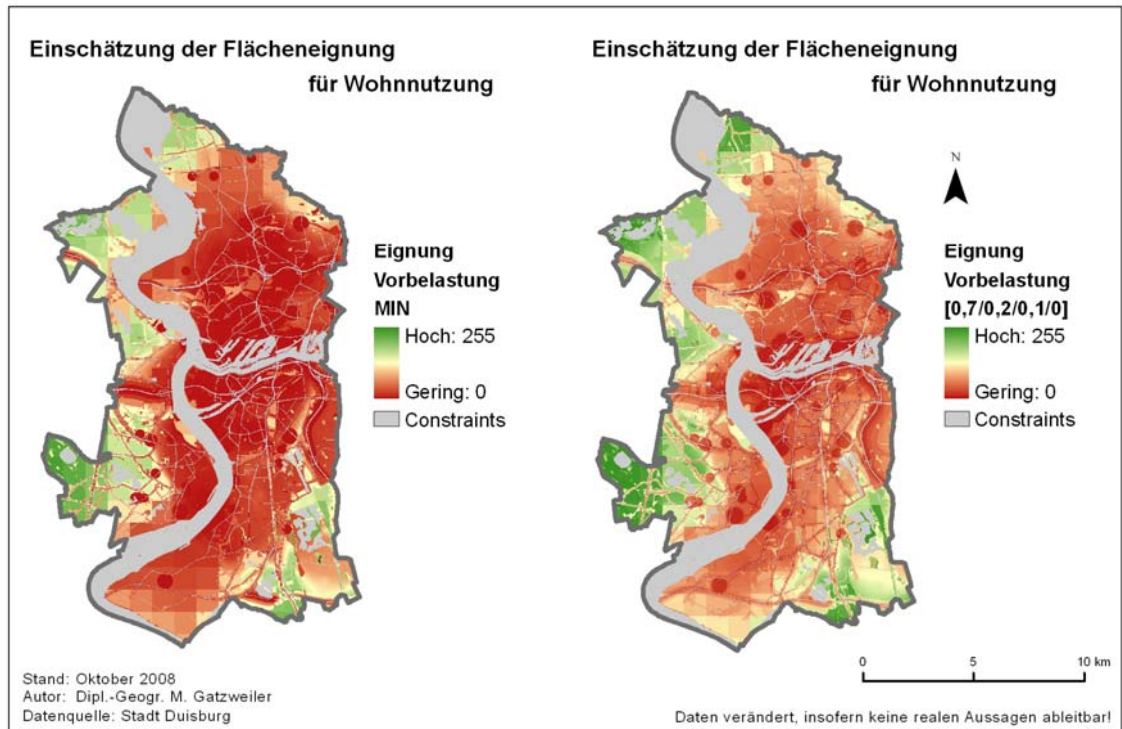 Einschätzung der Flächeneignung
für Wohnnutzung
Eignung
Vorbelastung
MIN
Hoch: 255
Gering: 0
Constraints
Einschätzung der Flächeneignung
für Wohnnutzung
N
Eignung
Vorbelastung
[0,7/0,2/0,1/0]
Hoch: 255
Gering: 0
Constraints
0 5 10 km
Stand: Oktober 2008
Autor: Dipl.-Geogr. M. Gatzweiler
Datenquelle: Stadt Duisburg
Daten verändert, insofern keine realen Aussagen ableitbar!